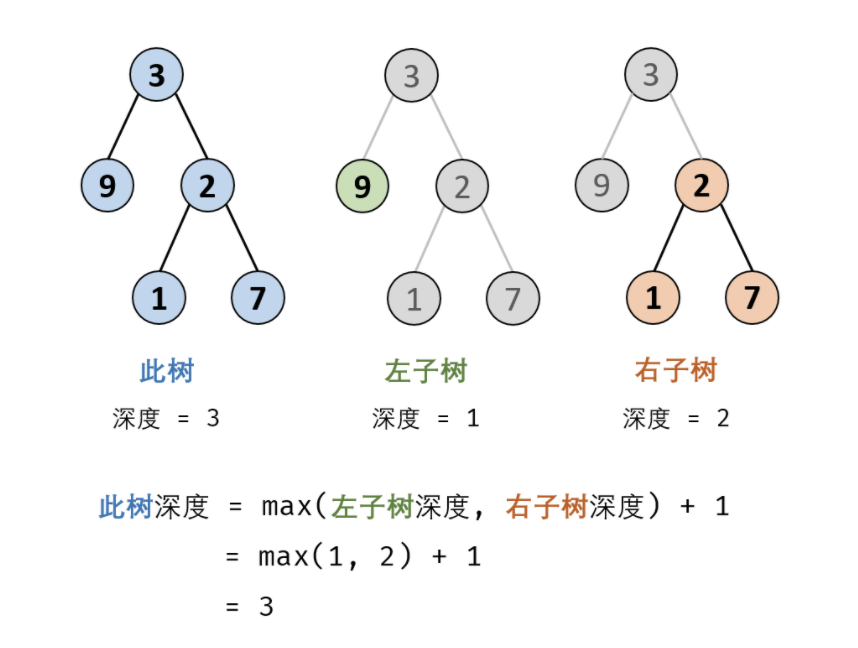 3 3 3
9 2 9 2 9 2
1 7 1 7 1 7
此树 左子树 右子树
深度 = 3 深度 = 1 深度 = 2
此树深度 = max(左子树深度, 右子树深度) + 1
= max(1, 2) + 1
= 3